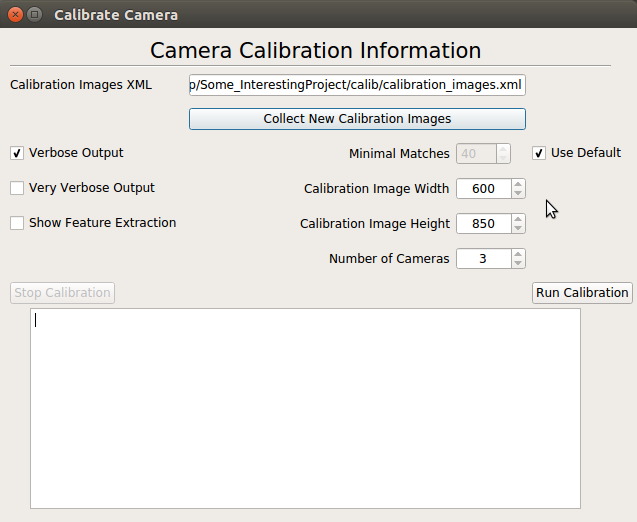 Calibrate Camera
Camera Calibration Information
Calibration Images XML p/Some_InterestingProject/calib/calibration_images.xml
Collect New Calibration Images
Verbose Output Minimal Matches 40 Use Default
Very Verbose Output Calibration Image Width 600
Show Feature Extraction Calibration Image Height 850
Number of Cameras 3
Stop Calibration Run Calibration